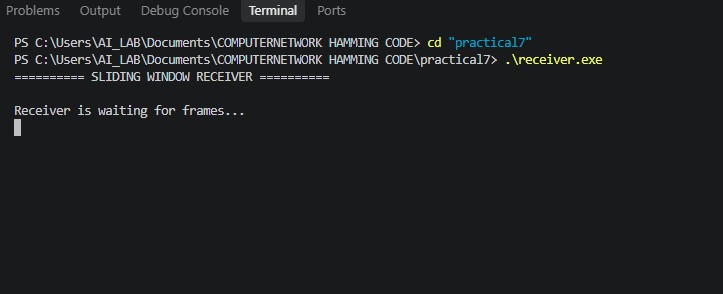 Problems Output Debug Console Terminal Ports
PS C:\Users\AI_LAB\Documents\COMPUTERNETWORK HAMMING CODE> cd "practical7"
PS C:\Users\AI_LAB\Documents\COMPUTERNETWORK HAMMING CODE\practical7> .\receiver.exe
========== SLIDING WINDOW RECEIVER ==========
Receiver is waiting for frames...